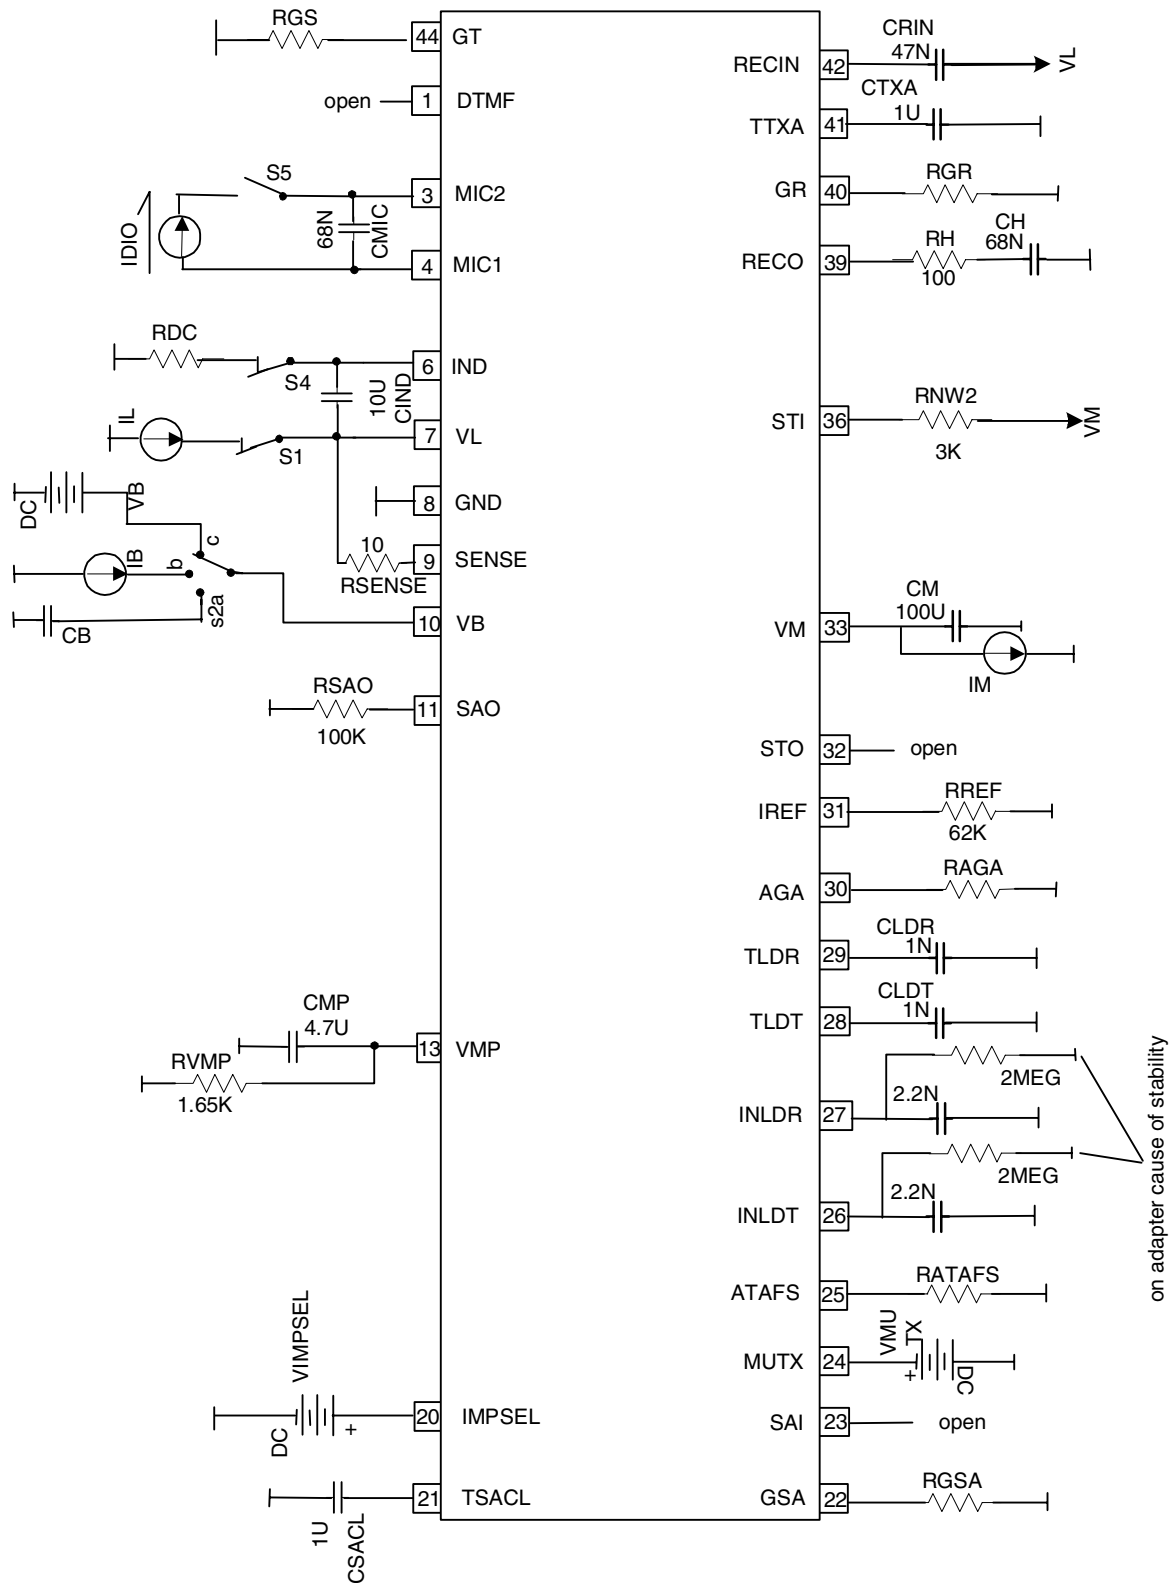 RGS
44 GT
open 1 DTMF
S5
3 MIC2
IDIO
68N
CMIC
4 MIC1
RDC
S4
6 IND
10U
CIND
IL
S1
7 VL
DC
VB
8 GND
c
10
RSENSE
9 SENSE
IB
b
s2a
CB
10 VB
RSAO
100K
11 SAO
CMP
4.7U
13 VMP
RVMP
1.65K
VIMPSEL
DC
+
20 IMPSEL
21 TSACL
1U
CSACL
RECIN 42
CRIN
47N
VL
TTXA 41
CTXA
1U
GR 40
RGR
RECO 39
RH
100
CH
68N
STI 36
RNW2
3K
VM
VM 33
CM
100U
IM
STO 32 open
IREF 31
RREF
62K
AGA 30
RAGA
TLDR 29
CLDR
1N
TLDT 28
CLDT
1N
2MEG
INLDR 27
2.2N
2MEG
INLDT 26
2.2N
on adapter cause of stability
ATAFS 25
RATAFS
MUTX 24
VMU
TX
+
DC
SAI 23 open
GSA 22
RGSA